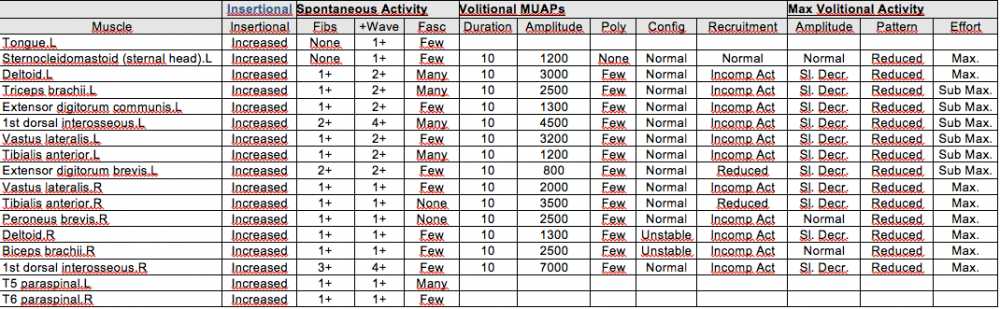 Insertional Spontaneous Activity Volitional MUAPs Max Volitional Activity
Muscle Insertional Fibs +Wave Fasc Duration Amplitude Poly Config Recruitment Amplitude Pattern Effort
Tongue.L Increased None 1+ Few
Sternocleidomastoid (sternal head).L Increased None 1+ Few 10 1200 None Normal Normal Normal Reduced Max.
Deltoid.L Increased 1+ 2+ Many 10 3000 Few Normal Incomp Act Sl. Decr. Reduced Max.
Triceps brachii.L Increased 1+ 2+ Many 10 2500 Few Normal Incomp Act Sl. Decr. Reduced Sub Max.
Extensor digitorum communis.L Increased 1+ 2+ Few 10 1300 Few Normal Incomp Act Sl. Decr. Reduced Sub Max.
1st dorsal interosseous.L Increased 2+ 4+ Many 10 4500 Few Normal Incomp Act Sl. Decr. Reduced Sub Max.
Vastus lateralis.L Increased 1+ 2+ Few 10 3200 Few Normal Incomp Act Sl. Decr. Reduced Sub Max.
Tibialis anterior.L Increased 1+ 2+ Many 10 1200 Few Normal Incomp Act Sl. Decr. Reduced Sub Max.
Extensor digitorum brevis.L Increased 2+ 2+ Few 10 800 Few Normal Reduced Sl. Decr. Reduced Sub Max.
Vastus lateralis.R Increased 1+ 1+ Few 10 2000 Few Normal Incomp Act Sl. Decr. Reduced Max.
Tibialis anterior.R Increased 1+ 1+ None 10 3500 Few Normal Reduced Sl. Decr. Reduced Max.
Peroneus brevis.R Increased 1+ 1+ None 10 2500 Few Normal Incomp Act Normal Reduced Max.
Deltoid.R Increased 1+ 1+ Few 10 1300 Few Unstable Incomp Act Sl. Decr. Reduced Max.
Biceps brachii.R Increased 1+ 1+ Few 10 2500 Few Unstable Incomp Act Normal Reduced Max.
1st dorsal interosseous.R Increased 3+ 4+ Few 10 7000 Few Normal Incomp Act Sl. Decr. Reduced Max.
T5 paraspinal.L Increased 1+ 1+ Many
T6 paraspinal.R Increased 1+ 1+ Few